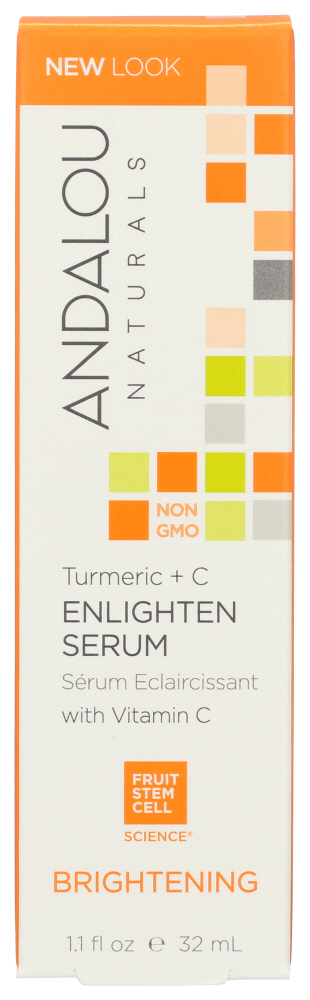 NEW LOOK
ANDALOU
NATURALS
NON
GMO
Turmeric + C
ENLIGHTEN
SERUM
Sérum Eclaircissant
with Vitamin C
FRUIT
STEM
CELL
SCIENCE®
BRIGHTENING
1.1 fl oz ℮ 32 mL